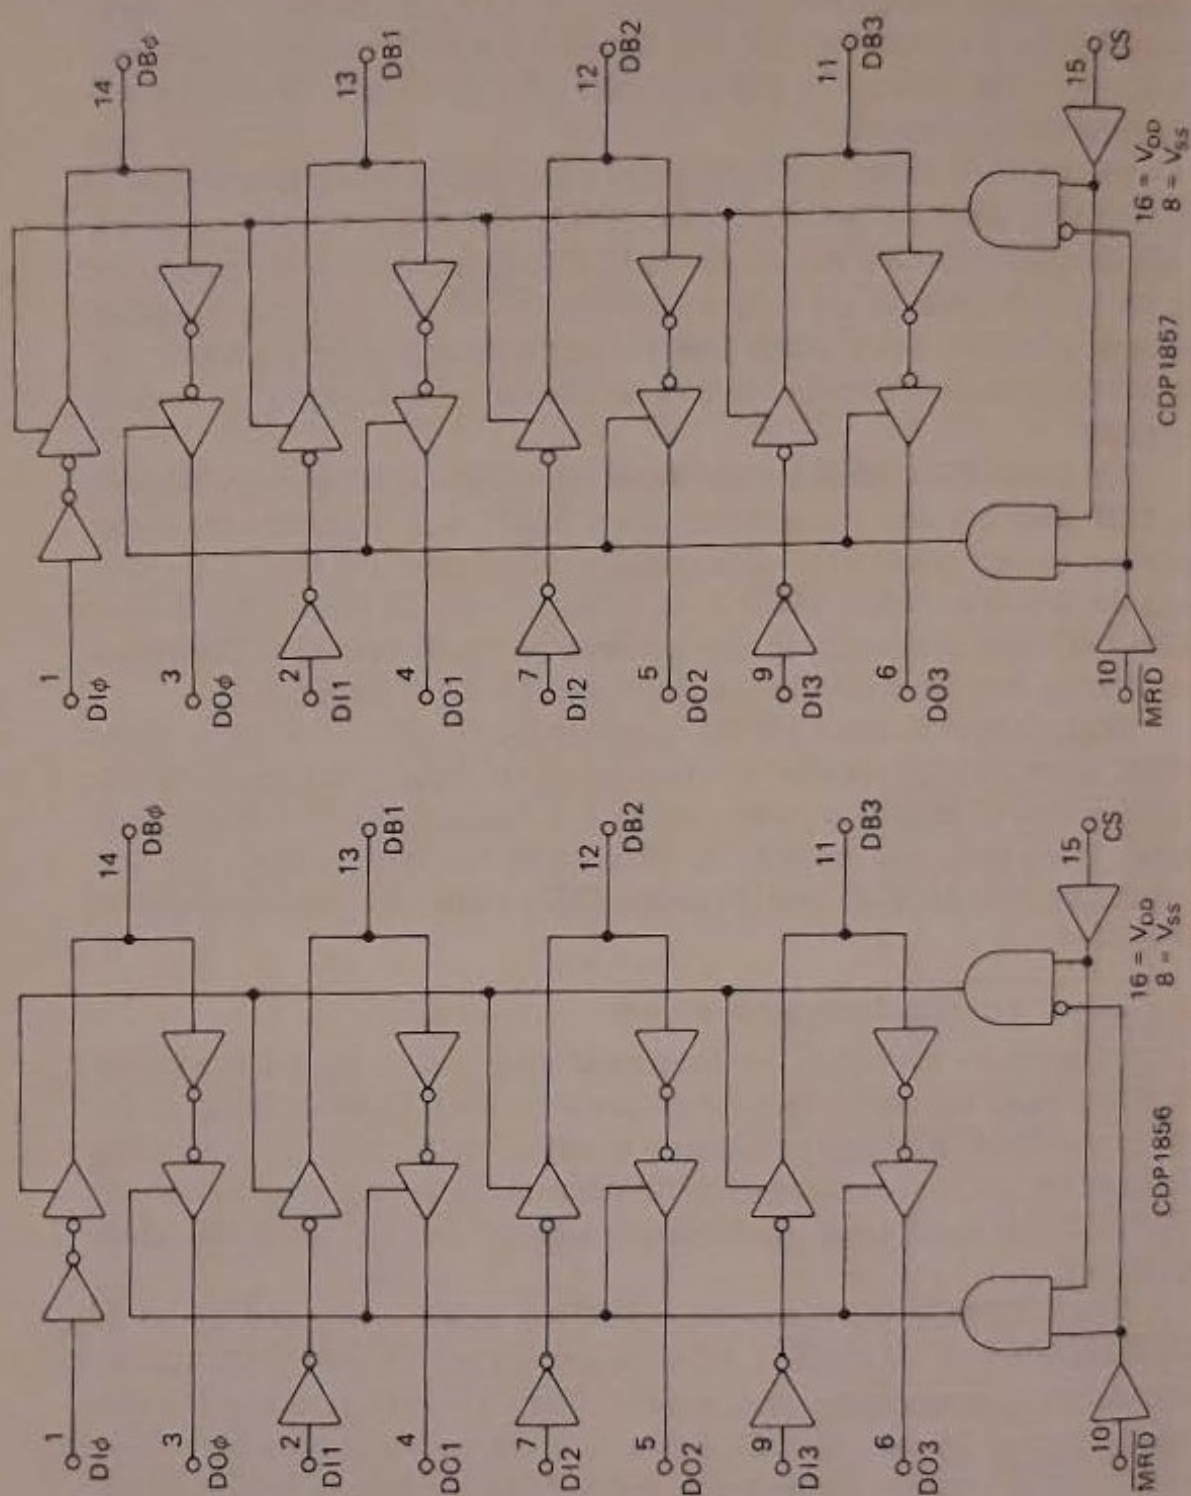 1
DIφ
3
DOφ
2
DI1
4
DO1
7
DI2
5
DO2
9
DI3
6
DO3
10
MRD
14
DBφ
13
DB1
12
DB2
11
DB3
15
CS
16 = VDD
8 = VSS
CDP1857
1
DIφ
3
DOφ
2
DI1
4
DO1
7
DI2
5
DO2
9
DI3
6
DO3
10
MRD
14
DBφ
13
DB1
12
DB2
11
DB3
15
CS
16 = VDD
8 = VSS
CDP1856